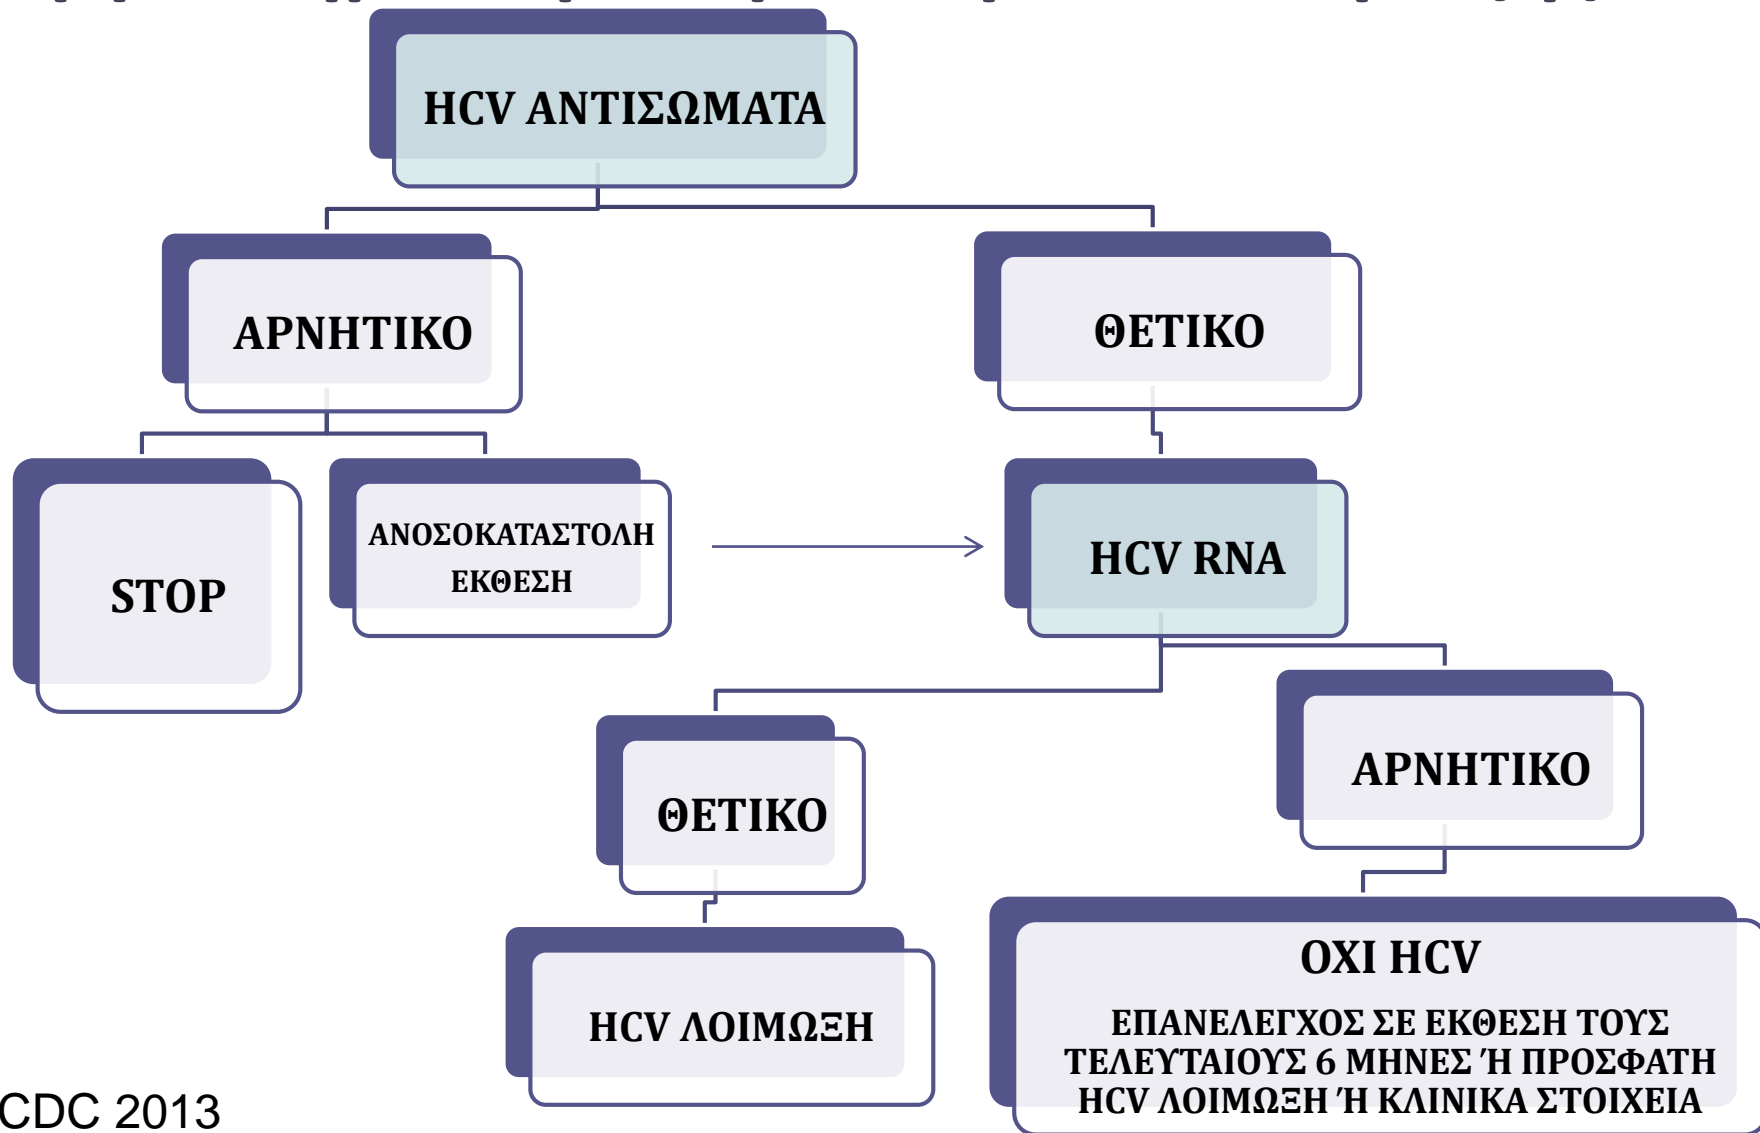 HCV ΑΝΤΙΣΩΜΑΤΑ
ΑΡΝΗΤΙΚΟ
ΘΕΤΙΚΟ
STOP
ΑΝΟΣΟΚΑΤΑΣΤΟΛΗ
ΕΚΘΕΣΗ
HCV RNA
ΘΕΤΙΚΟ
ΑΡΝΗΤΙΚΟ
HCV ΛΟΙΜΩΞΗ
ΟΧΙ HCV
ΕΠΑΝΕΛΕΓΧΟΣ ΣΕ ΕΚΘΕΣΗ ΤΟΥΣ
ΤΕΛΕΥΤΑΙΟΥΣ 6 ΜΗΝΕΣ Ή ΠΡΟΣΦΑΤΗ
HCV ΛΟΙΜΩΞΗ Ή ΚΛΙΝΙΚΑ ΣΤΟΙΧΕΙΑ
CDC 2013